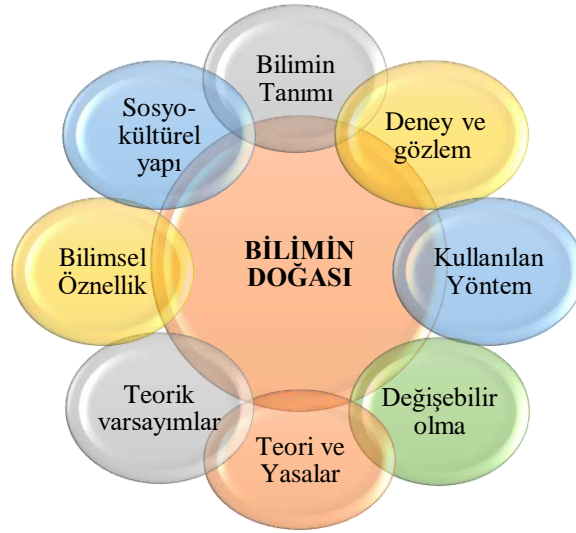 Bilimin
Tanımı
Deney ve
gözlem
Kullanılan
Yöntem
Değişebilir
olma
Teori ve
Yasalar
Teorik
varsayımlar
Bilimsel
Öznellik
Sosyo-
kültürel
yapı
BİLİMİN
DOĞASI